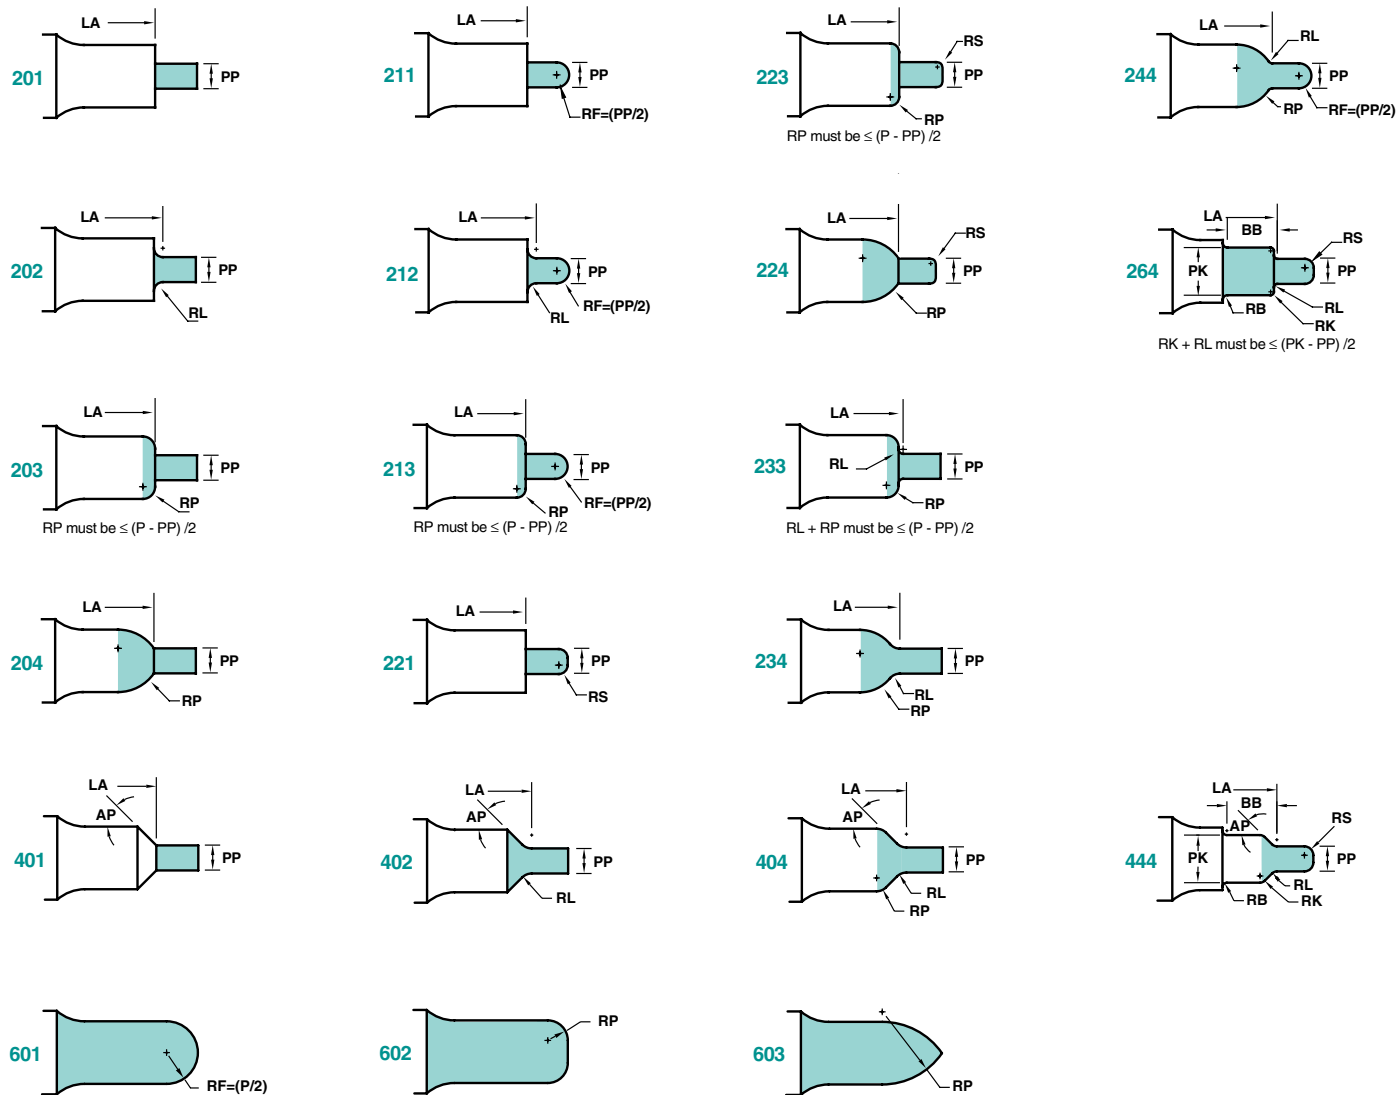 LA
201
PP
LA
211
PP
RF=(PP/2)
LA
RS
223
PP
RP
RP must be ≤ (P - PP) /2
LA
RL
244
PP
RP
RF=(PP/2)
LA
202
PP
RL
LA
212
PP
RF=(PP/2)
RL
LA
RS
224
PP
RP
LA
BB
RS
264
PK
PP
RB
RL
RK
RK + RL must be ≤ (PK - PP) /2
LA
203
PP
RP
RP must be ≤ (P - PP) /2
LA
213
PP
RF=(PP/2)
RP
RP must be ≤ (P - PP) /2
LA
233
RL
PP
RP
RL + RP must be ≤ (P - PP) /2
LA
204
PP
RP
LA
221
PP
RS
LA
234
PP
RL
RP
LA
AP
401
PP
LA
AP
402
PP
RL
LA
AP
404
PP
RL
RP
LA
BB
AP
RS
444
PK
PP
RL
RB
RK
601
RF=(P/2)
602
RP
603
RP